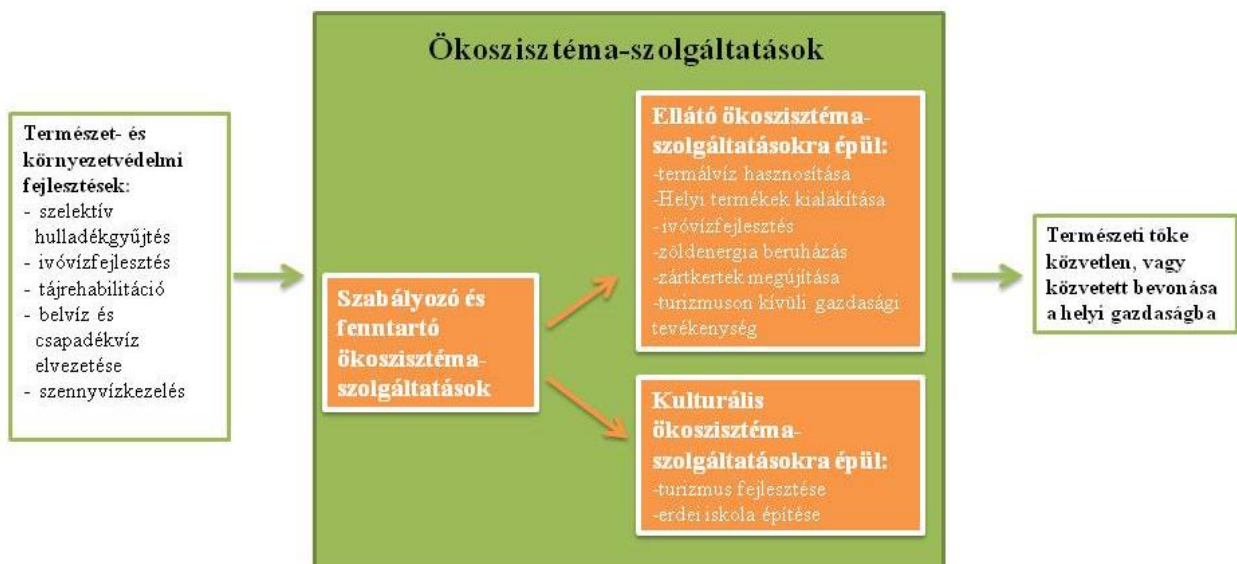 Ökoszisztéma-szolgáltatások
Természet- és
környezetvédelmi
fejlesztések:
- szelektív
hulladékgyűjtés
- ivóvízfejlesztés
- tájrehabilitáció
- belvíz és
csapadékvíz
elvezetése
- szennyvízkezelés
Szabályozó és
fenntartó
ökoszisztéma-
szolgáltatások
Ellátó ökoszisztéma-
szolgáltatásokra épül:
-termálvíz hasznosítása
-Helyi termékek kialakítása
-ivóvízfejlesztés
-zöldenergia beruházás
-zártkertek megújítása
-turizmuson kívüli gazdasági
tevékenység
Kulturális
ökoszisztéma-
szolgáltatásokra épül:
-turizmus fejlesztése
-erdei iskola építése
Természeti tőke
közvetlen, vagy
közvetett bevonása
a helyi gazdaságba